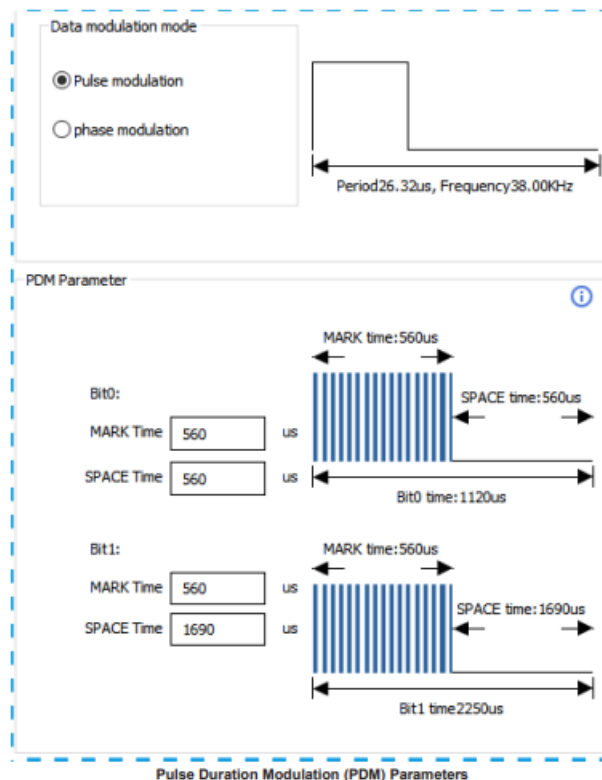 Data modulation mode
Pulse modulation
phase modulation
Period26.32us, Frequency38.00KHz
PDM Parameter
MARK time:560us
Bit0:
SPACE time:560us
MARK Time 560 us
SPACE Time 560 us
Bit0 time:1120us
Bit1:
MARK time:560us
MARK Time 560 us
SPACE time:1690us
SPACE Time 1690 us
Bit1 time2250us
Pulse Duration Modulation (PDM) Parameters